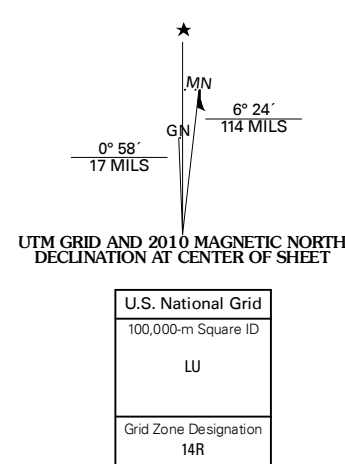 MN
6° 24´
114 MILS
GN
0° 58´
17 MILS
UTM GRID AND 2010 MAGNETIC NORTH
DECLINATION AT CENTER OF SHEET
U.S. National Grid
100,000-m Square ID
LU
Grid Zone Designation
14R